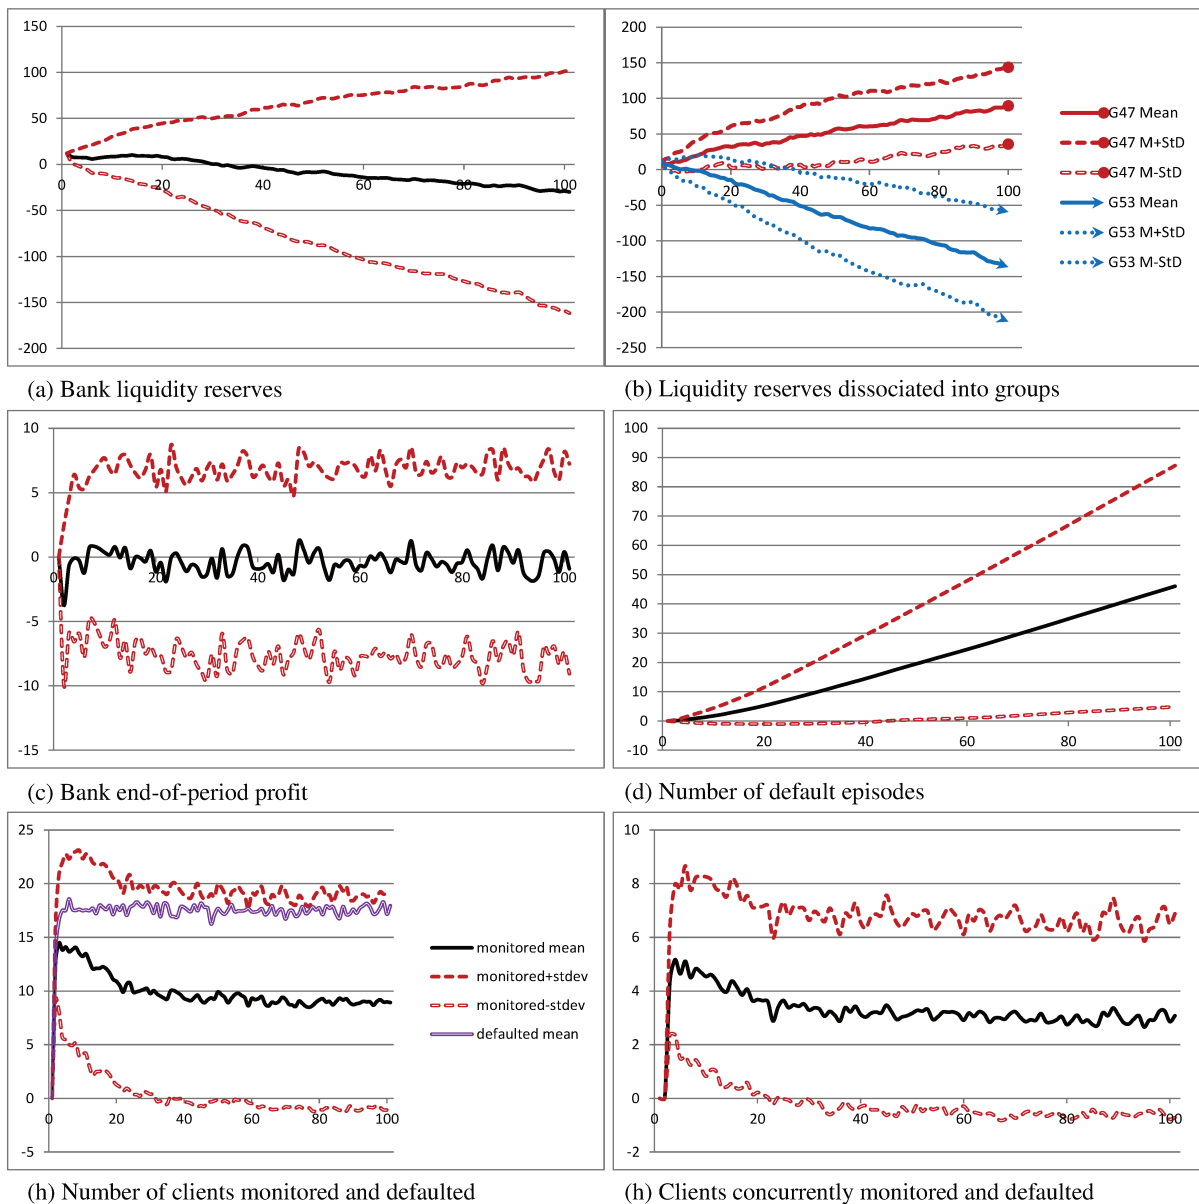 150
100
50
0
-50
-100
-150
-200
0 20 40 60 80 100
(a) Bank liquidity reserves
200
150
100
50
0
-50
-100
-150
-200
-250
0 20 40 60 80 100
G47 Mean
G47 M+StD
G47 M-StD
G53 Mean
G53 M+StD
G53 M-StD
(b) Liquidity reserves dissociated into groups
10
5
0
-5
-10
-15
0 20 40 60 80 100
(c) Bank end-of-period profit
100
90
80
70
60
50
40
30
20
10
0
-10
0 20 40 60 80 100
(d) Number of default episodes
25
20
15
10
5
0
-5
0 20 40 60 80 100
monitored mean
monitored+stdev
monitored-stdev
defaulted mean
(h) Number of clients monitored and defaulted
10
8
6
4
2
0
-2
0 20 40 60 80 100
(h) Clients concurrently monitored and defaulted